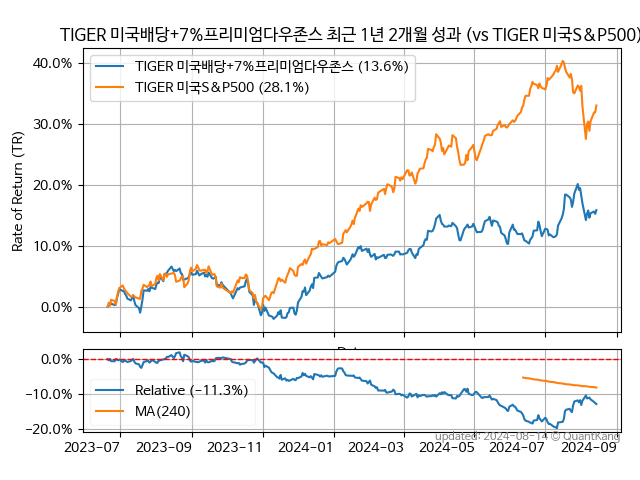 TIGER 미국배당+7%프리미엄다우존스 최근 1년 2개월 성과 (vs TIGER 미국S&P500)
40.0%
30.0%
20.0%
10.0%
0.0%
Rate of Return (TR)
TIGER 미국배당+7%프리미엄다우존스 (13.6%)
TIGER 미국S&P500 (28.1%)
0.0%
−10.0%
−20.0%
Relative (−11.3%)
MA(240)
2023-07 2023-09 2023-11 2024-01 2024-03 2024-05 2024-07 2024-09
updated: 2024-08-14 © QuantKang